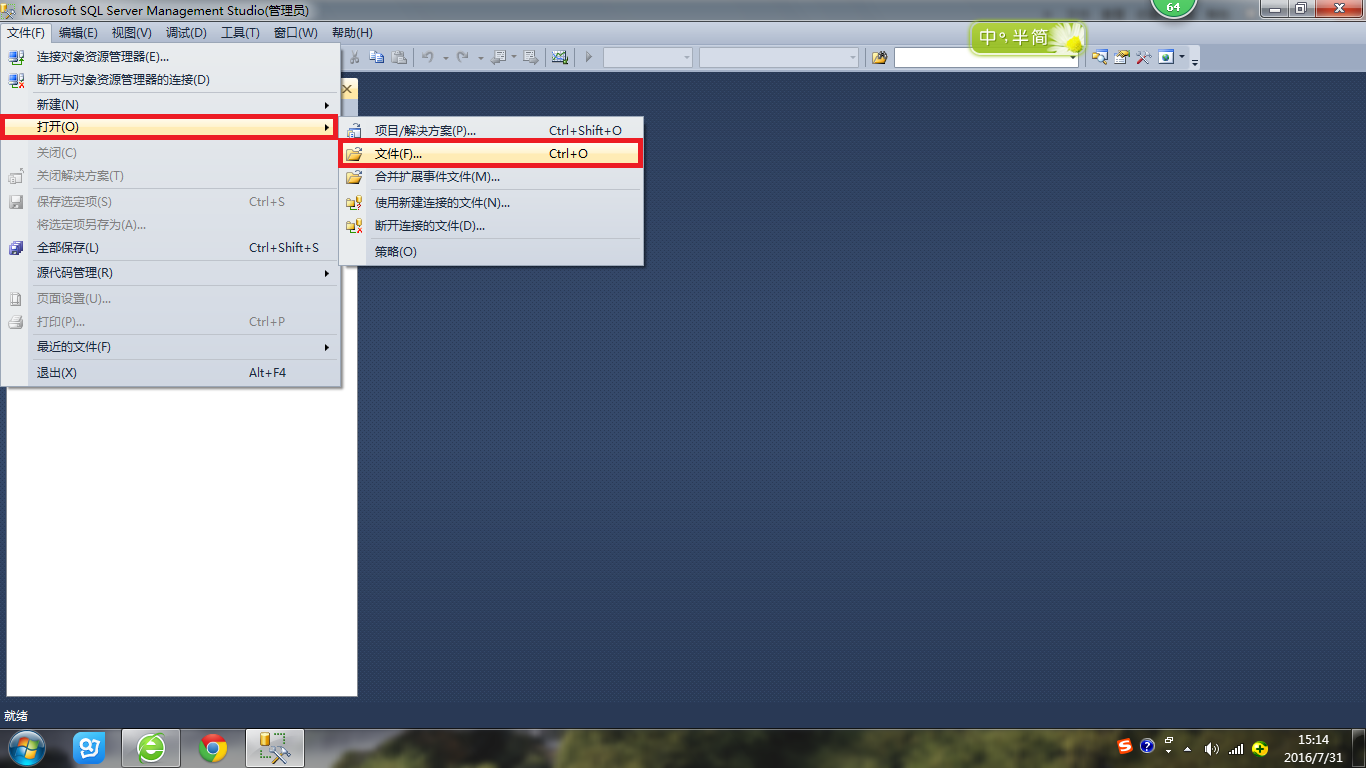 Microsoft SQL Server Management Studio(管理员)
64
文件(F) 编辑(E) 视图(V) 调试(D) 工具(T) 窗口(W) 帮助(H)
中 半 简
连接对象资源管理器(E)...
断开与对象资源管理器的连接(D)
新建(N)
打开(O)
关闭(C)
关闭解决方案(T)
保存选定项(S) Ctrl+S
将选定项另存为(A)...
全部保存(L) Ctrl+Shift+S
源代码管理(R)
页面设置(U)...
打印(P)... Ctrl+P
最近的文件(F)
退出(X) Alt+F4
项目/解决方案(P)... Ctrl+Shift+O
文件(F)... Ctrl+O
合并扩展事件文件(M)...
使用新建连接的文件(N)...
断开连接的文件(D)...
策略(O)
就绪
15:14
2016/7/31